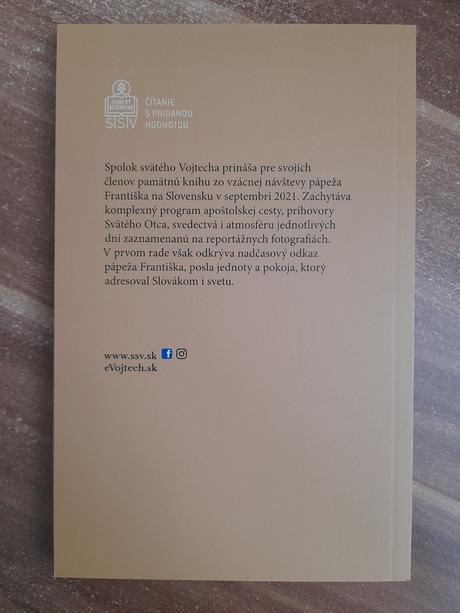 FIDEI ET
SCIENTIAE
SSV
ČÍTANIE
S PRIDANOU
HODNOTOU
Spolok svätého Vojtecha prináša pre svojich
členov pamätnú knihu zo vzácnej návštevy pápeža
Františka na Slovensku v septembri 2021. Zachytáva
komplexný program apoštolskej cesty, príhovory
Svätého Otca, svedectvá i atmosféru jednotlivých
dní zaznamenanú na reportážnych fotografiách.
V prvom rade však odkrýva nadčasový odkaz
pápeža Františka, posla jednoty a pokoja, ktorý
adresoval Slovákom i svetu.
www.ssv.sk
eVojtech.sk